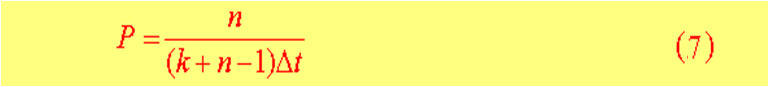 P = n / (k + n − 1)Δt (7)